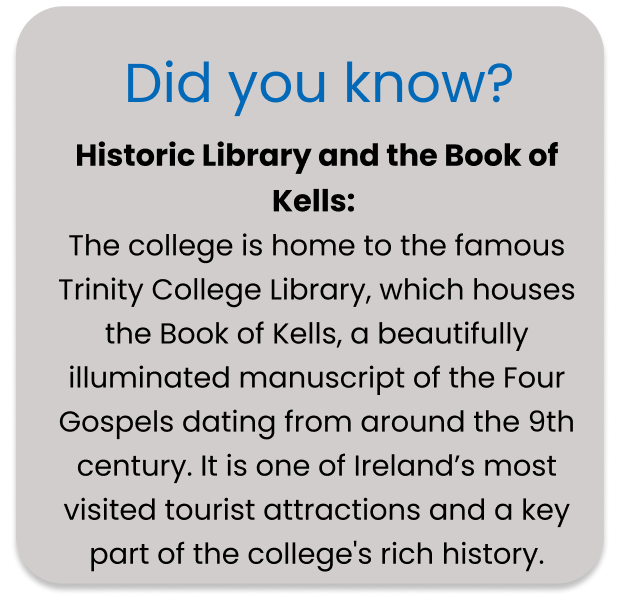 Did you know?
Historic Library and the Book of
Kells:
The college is home to the famous
Trinity College Library, which houses
the Book of Kells, a beautifully
illuminated manuscript of the Four
Gospels dating from around the 9th
century. It is one of Ireland’s most
visited tourist attractions and a key
part of the college's rich history.